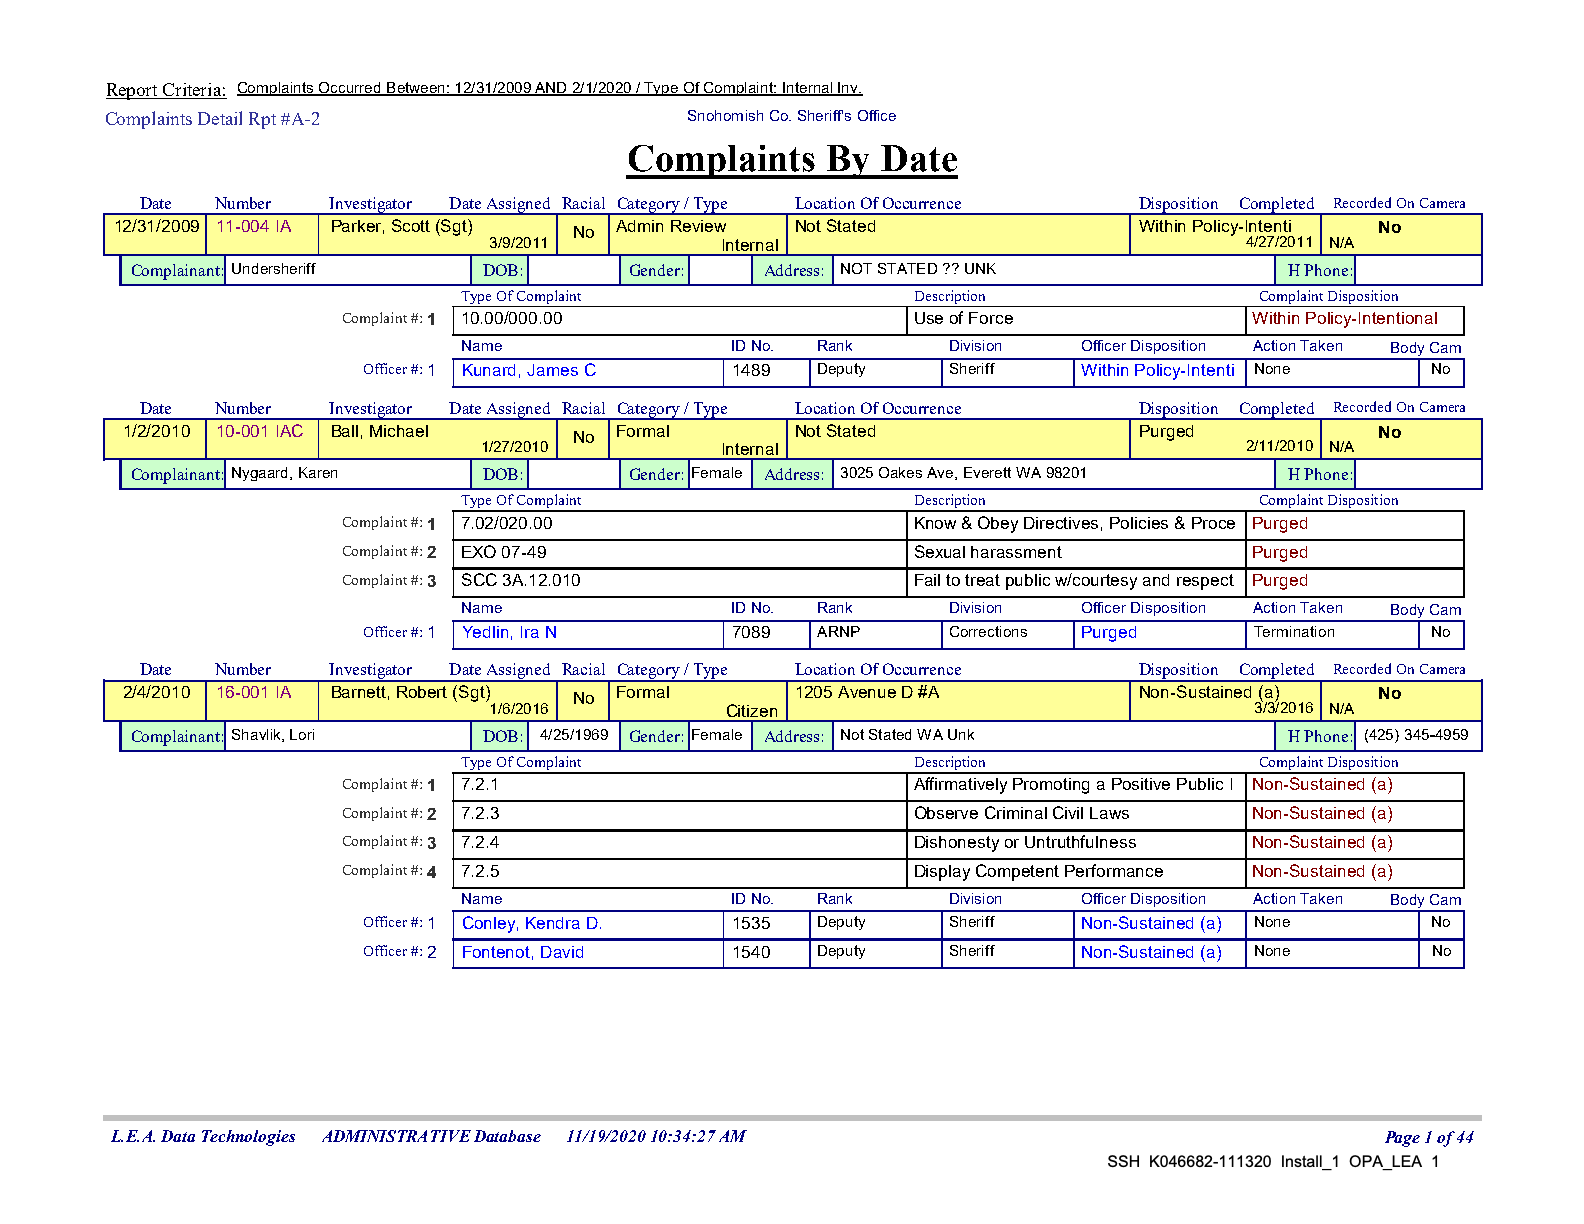 Report Criteria: Complaints Occurred Between: 12/31/2009 AND 2/1/2020 / Type Of Complaint: Internal Inv.
Complaints Detail Rpt #A-2 Snohomish Co. Sheriff's Office
Complaints By Date
Date Number Investigator Date Assigned Racial Category / Type Location Of Occurrence Disposition Completed Recorded On Camera
12/31/2009 11-004 IA Parker, Scott (Sgt) 3/9/2011 No Admin Review Internal Not Stated Within Policy-Intenti 4/27/2011 N/A No
Complainant: Undersheriff DOB: Gender: Address: NOT STATED ?? UNK H Phone:
Type Of Complaint Description Complaint Disposition
Complaint #: 1 10.00/000.00 Use of Force Within Policy-Intentional
Name ID No. Rank Division Officer Disposition Action Taken Body Cam
Officer #: 1 Kunard, James C 1489 Deputy Sheriff Within Policy-Intenti None No
Date Number Investigator Date Assigned Racial Category / Type Location Of Occurrence Disposition Completed Recorded On Camera
1/2/2010 10-001 IAC Ball, Michael 1/27/2010 No Formal Internal Not Stated Purged 2/11/2010 N/A No
Complainant: Nygaard, Karen DOB: Gender: Female Address: 3025 Oakes Ave, Everett WA 98201 H Phone:
Type Of Complaint Description Complaint Disposition
Complaint #: 1 7.02/020.00 Know & Obey Directives, Policies & Proce Purged
Complaint #: 2 EXO 07-49 Sexual harassment Purged
Complaint #: 3 SCC 3A.12.010 Fail to treat public w/courtesy and respect Purged
Name ID No. Rank Division Officer Disposition Action Taken Body Cam
Officer #: 1 Yedlin, Ira N 7089 ARNP Corrections Purged Termination No
Date Number Investigator Date Assigned Racial Category / Type Location Of Occurrence Disposition Completed Recorded On Camera
2/4/2010 16-001 IA Barnett, Robert (Sgt) 1/6/2016 No Formal Citizen 1205 Avenue D #A Non-Sustained (a) 3/3/2016 N/A No
Complainant: Shavlik, Lori DOB: 4/25/1969 Gender: Female Address: Not Stated WA Unk H Phone: (425) 345-4959
Type Of Complaint Description Complaint Disposition
Complaint #: 1 7.2.1 Affirmatively Promoting a Positive Public I Non-Sustained (a)
Complaint #: 2 7.2.3 Observe Criminal Civil Laws Non-Sustained (a)
Complaint #: 3 7.2.4 Dishonesty or Untruthfulness Non-Sustained (a)
Complaint #: 4 7.2.5 Display Competent Performance Non-Sustained (a)
Name ID No. Rank Division Officer Disposition Action Taken Body Cam
Officer #: 1 Conley, Kendra D. 1535 Deputy Sheriff Non-Sustained (a) None No
Officer #: 2 Fontenot, David 1540 Deputy Sheriff Non-Sustained (a) None No
L.E.A. Data Technologies ADMINISTRATIVE Database 11/19/2020 10:34:27 AM Page 1 of 44
SSH K046682-111320 Install_1 OPA_LEA 1